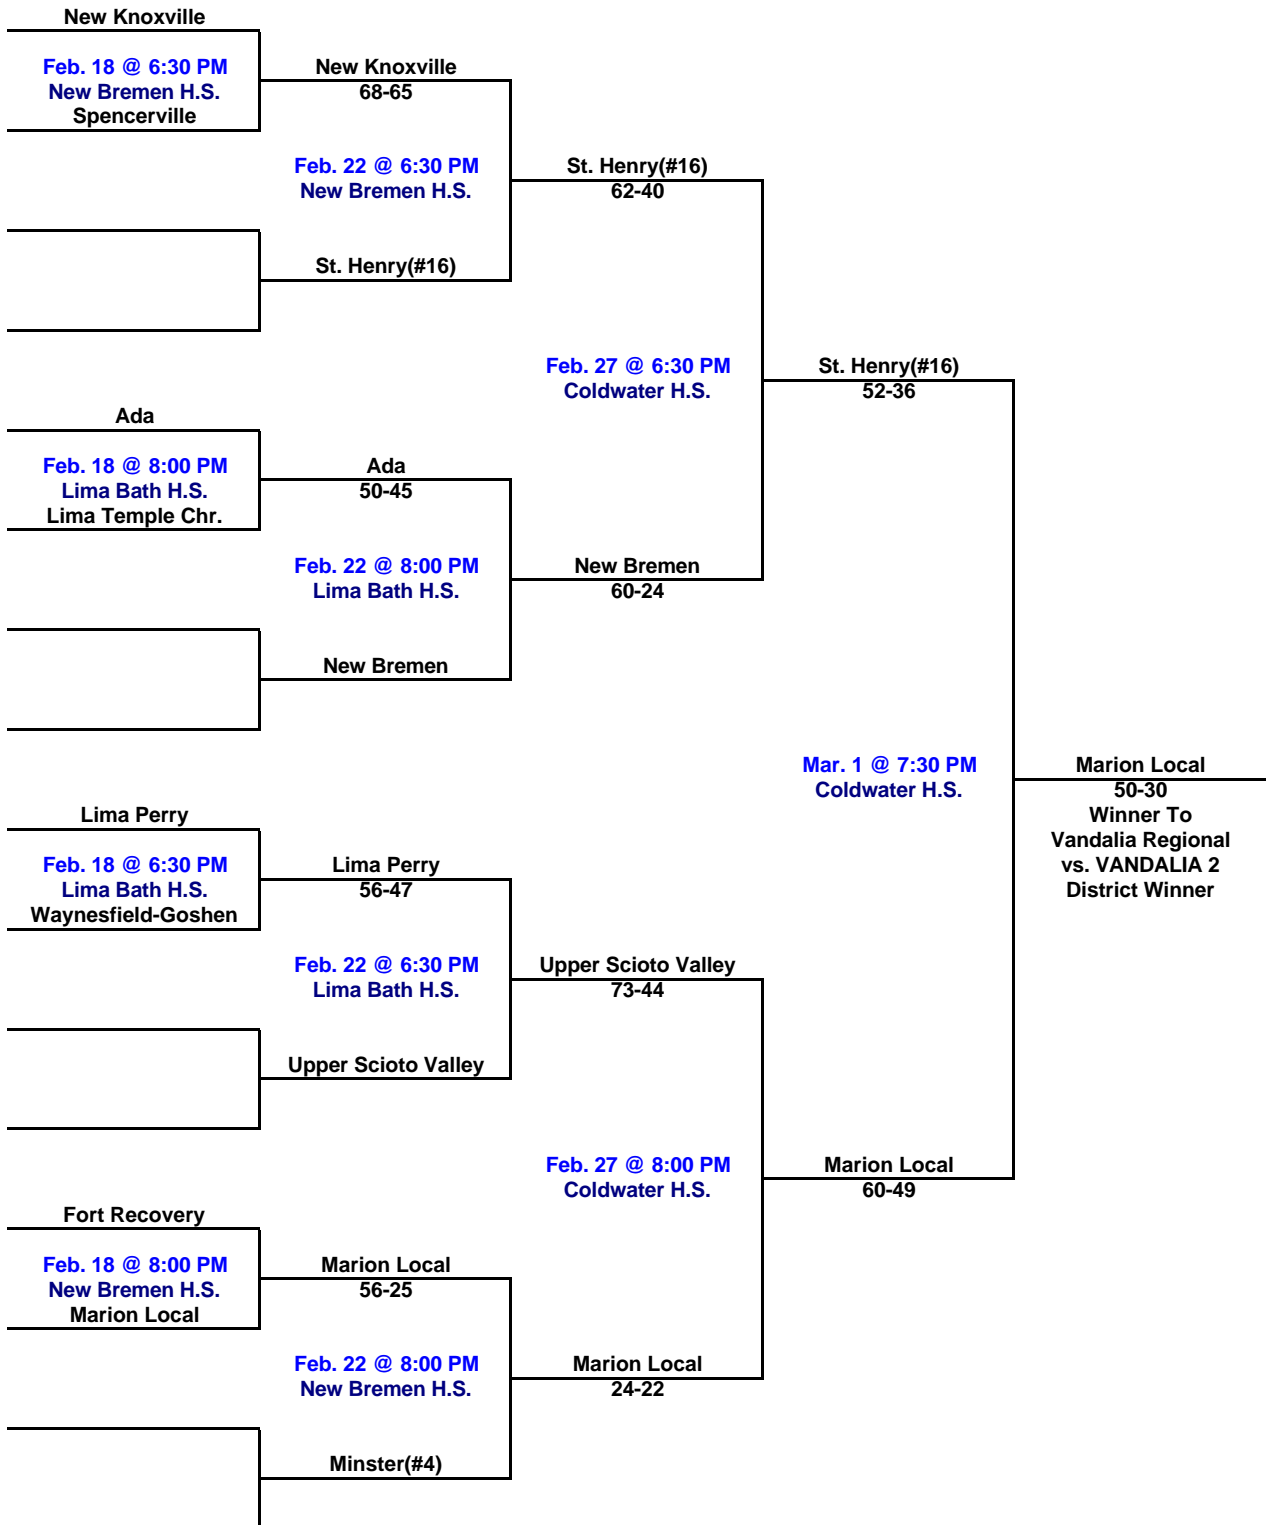 New Knoxville
Feb. 18 @ 6:30 PM
New Bremen H.S.
Spencerville
New Knoxville
68-65
Feb. 22 @ 6:30 PM
New Bremen H.S.
St. Henry(#16)
St. Henry(#16)
62-40
Feb. 27 @ 6:30 PM
Coldwater H.S.
St. Henry(#16)
52-36
Ada
Feb. 18 @ 8:00 PM
Lima Bath H.S.
Lima Temple Chr.
Ada
50-45
Feb. 22 @ 8:00 PM
Lima Bath H.S.
New Bremen
New Bremen
60-24
Mar. 1 @ 7:30 PM
Coldwater H.S.
Marion Local
50-30
Winner To
Vandalia Regional
vs. VANDALIA 2
District Winner
Lima Perry
Feb. 18 @ 6:30 PM
Lima Bath H.S.
Waynesfield-Goshen
Lima Perry
56-47
Feb. 22 @ 6:30 PM
Lima Bath H.S.
Upper Scioto Valley
Upper Scioto Valley
73-44
Feb. 27 @ 8:00 PM
Coldwater H.S.
Marion Local
60-49
Fort Recovery
Feb. 18 @ 8:00 PM
New Bremen H.S.
Marion Local
Marion Local
56-25
Feb. 22 @ 8:00 PM
New Bremen H.S.
Marion Local
24-22
Minster(#4)